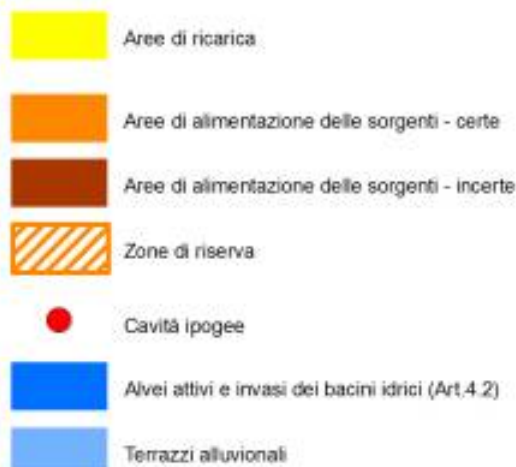 Aree di ricarica
Aree di alimentazione delle sorgenti - certe
Aree di alimentazione delle sorgenti - incerte
Zone di riserva
Cavità ipogee
Alvei attivi e invasi dei bacini idrici (Art.4.2)
Terrazzi alluvionali